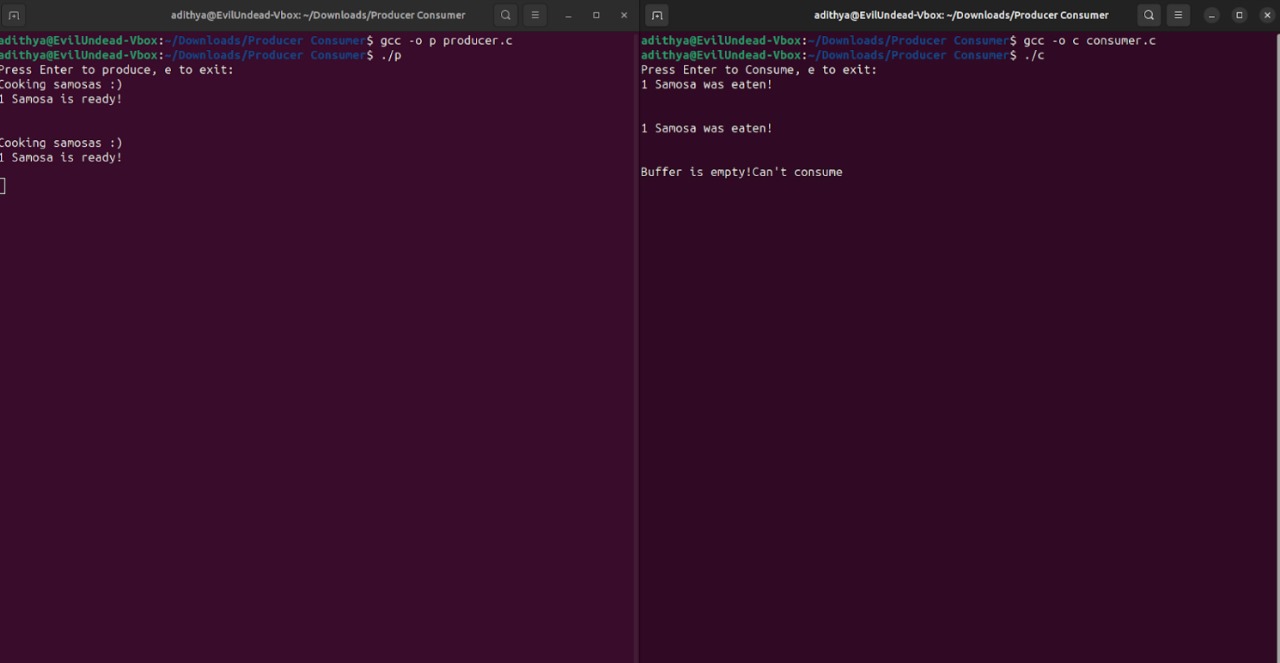 adithya@EvilUndead-Vbox: ~/Downloads/Producer Consumer
adithya@EvilUndead-Vbox:~/Downloads/Producer Consumer$ gcc -o p producer.c
adithya@EvilUndead-Vbox:~/Downloads/Producer Consumer$ ./p
Press Enter to produce, e to exit:
Cooking samosas :)
1 Samosa is ready!
Cooking samosas :)
1 Samosa is ready!
adithya@EvilUndead-Vbox: ~/Downloads/Producer Consumer
adithya@EvilUndead-Vbox:~/Downloads/Producer Consumer$ gcc -o c consumer.c
adithya@EvilUndead-Vbox:~/Downloads/Producer Consumer$ ./c
Press Enter to Consume, e to exit:
1 Samosa was eaten!
1 Samosa was eaten!
Buffer is empty!Can't consume